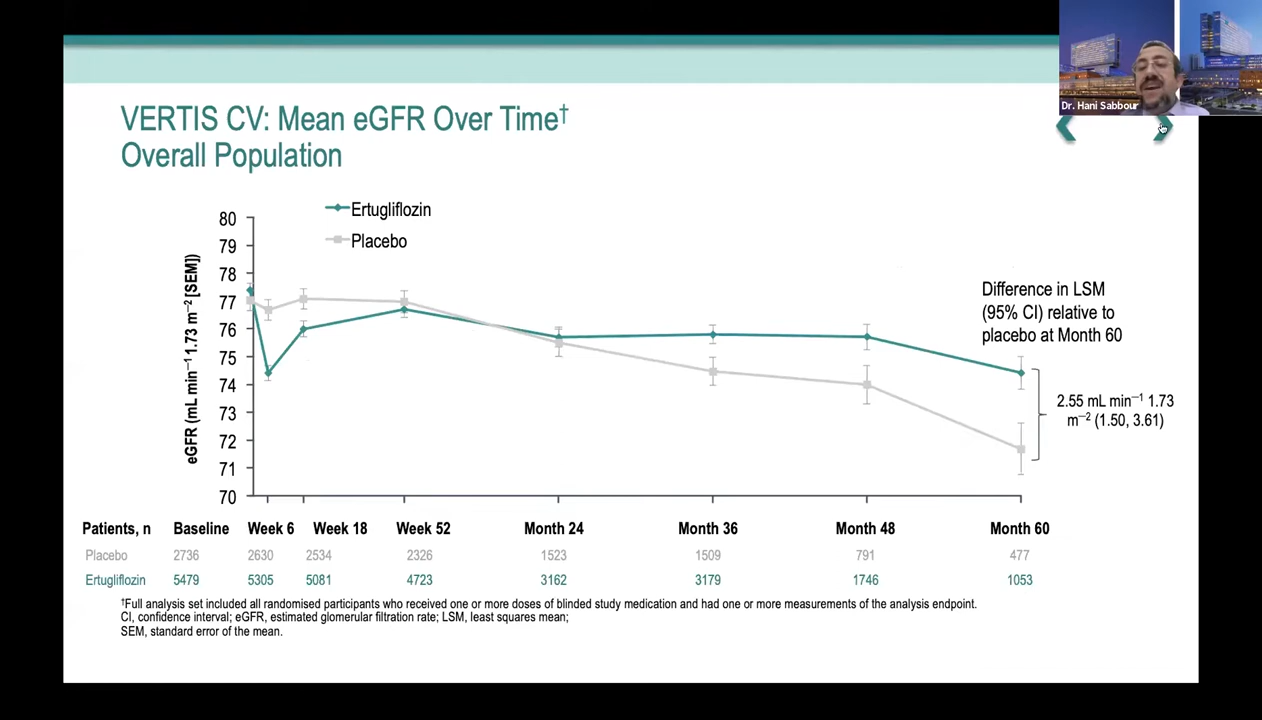 Dr. Hani Sabbour
VERTIS CV: Mean eGFR Over Time†
Overall Population
Ertugliflozin
Placebo
80
79
78
77
76
75
74
73
72
71
70
eGFR (mL min⁻¹ 1.73 m⁻² [SEM])
Difference in LSM
(95% CI) relative to
placebo at Month 60
2.55 mL min⁻¹ 1.73
m⁻² (1.50, 3.61)
Patients, n Baseline Week 6 Week 18 Week 52 Month 24 Month 36 Month 48 Month 60
Placebo 2736 2630 2534 2326 1523 1509 791 477
Ertugliflozin 5479 5305 5081 4723 3162 3179 1746 1053
†Full analysis set included all randomised participants who received one or more doses of blinded study medication and had one or more measurements of the analysis endpoint.
CI, confidence interval; eGFR, estimated glomerular filtration rate; LSM, least squares mean;
SEM, standard error of the mean.